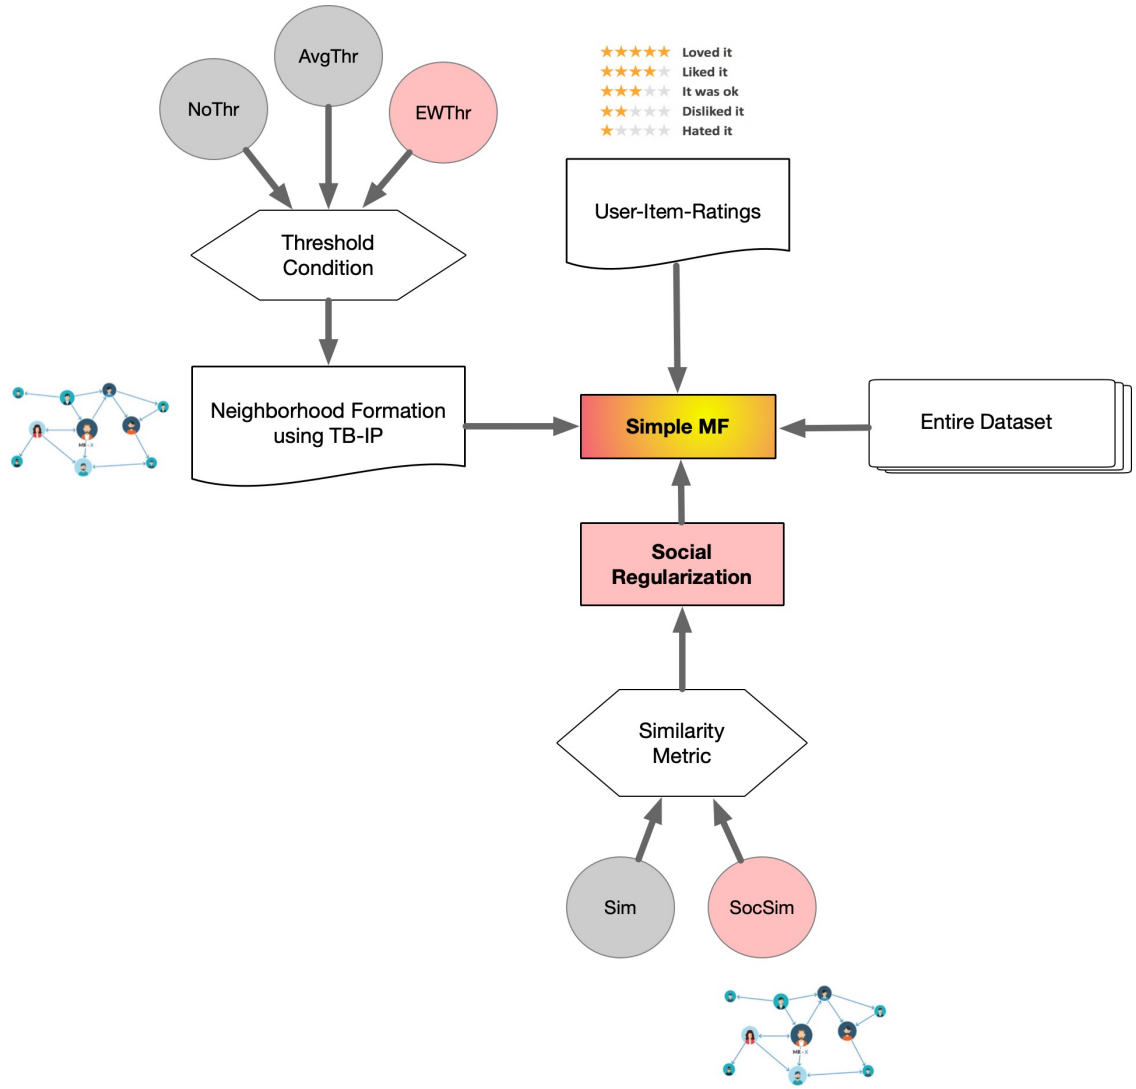 AvgThr
NoThr
EWThr
Loved it
Liked it
It was ok
Disliked it
Hated it
Threshold
Condition
User-Item-Ratings
Neighborhood Formation
using TB-IP
Simple MF
Entire Dataset
Social
Regularization
Similarity
Metric
Sim
SocSim